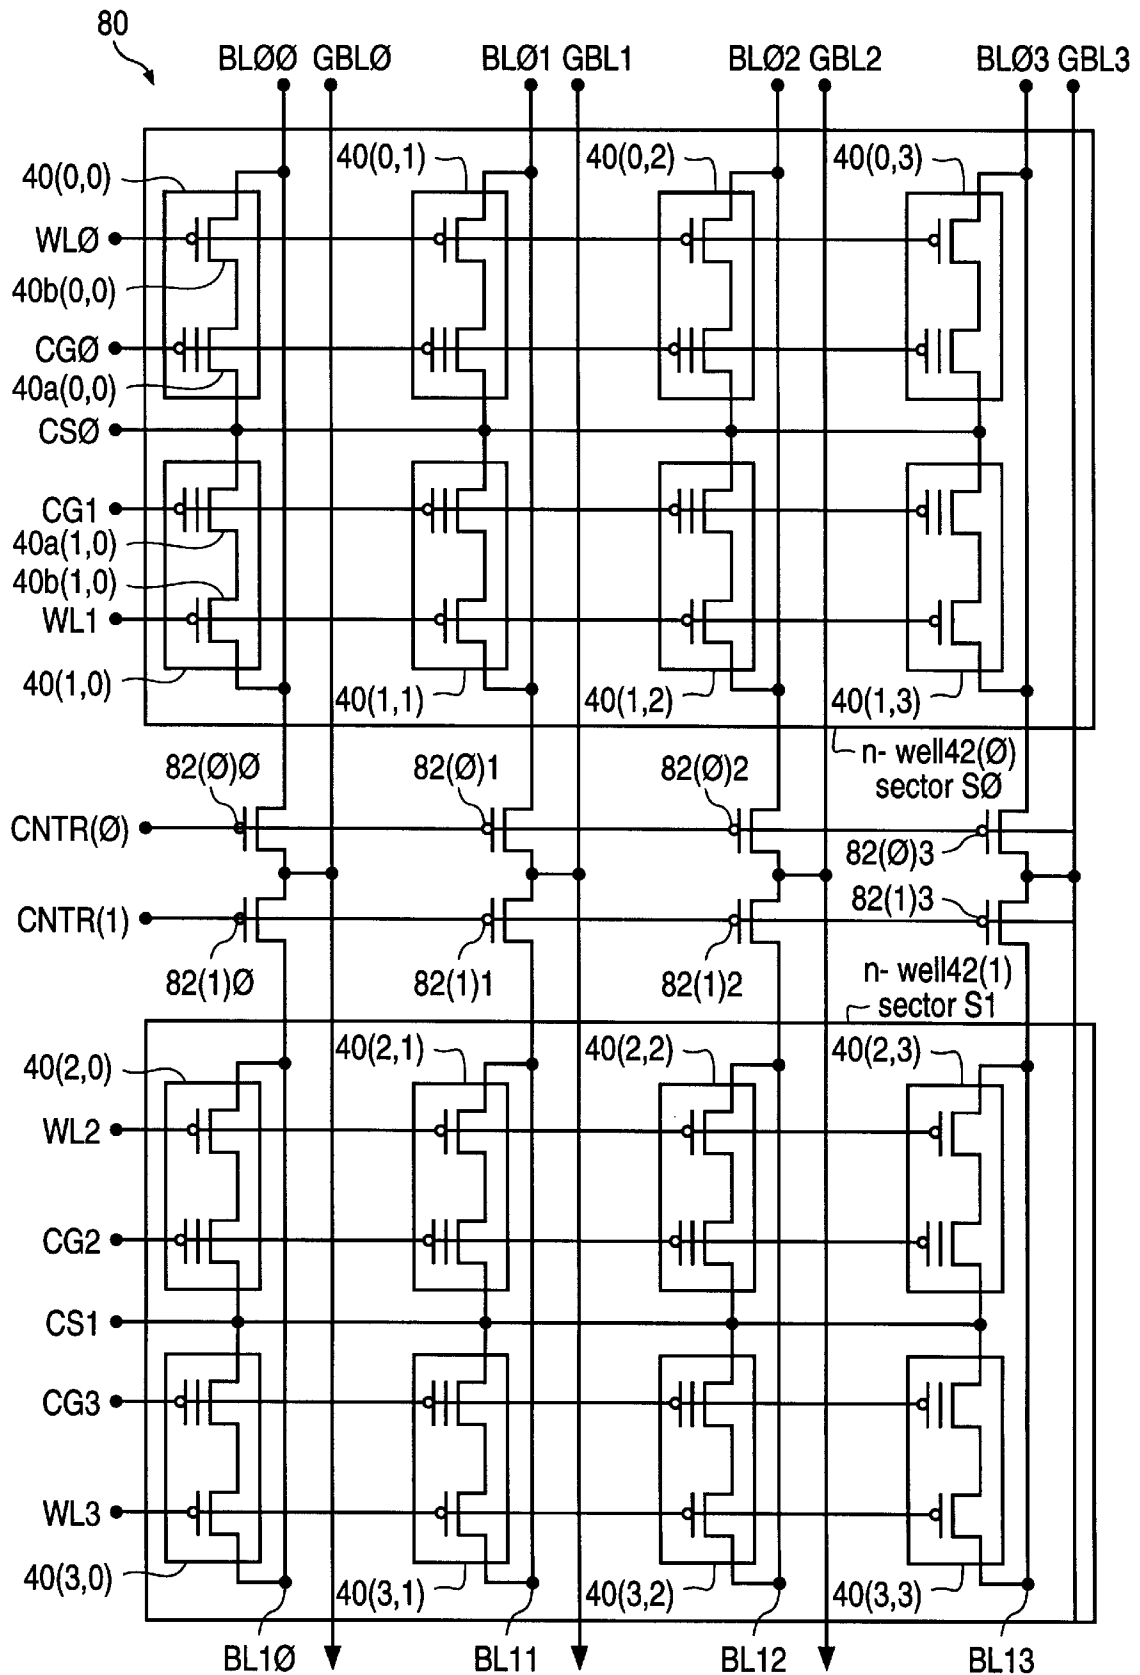 80
BLØØ GBLØ BLØ1 GBL1 BLØ2 GBL2 BLØ3 GBL3
40(0,0) 40(0,1) 40(0,2) 40(0,3)
WLØ
40b(0,0)
CGØ
40a(0,0)
CSØ
CG1
40a(1,0)
40b(1,0)
WL1
40(1,0) 40(1,1) 40(1,2) 40(1,3)
n- well42(Ø)
sector SØ
82(Ø)Ø 82(Ø)1 82(Ø)2
CNTR(Ø)
82(Ø)3
82(1)3
CNTR(1)
82(1)Ø 82(1)1 82(1)2
n- well42(1)
sector S1
40(2,0) 40(2,1) 40(2,2) 40(2,3)
WL2
CG2
CS1
CG3
WL3
40(3,0) 40(3,1) 40(3,2) 40(3,3)
BL1Ø BL11 BL12 BL13